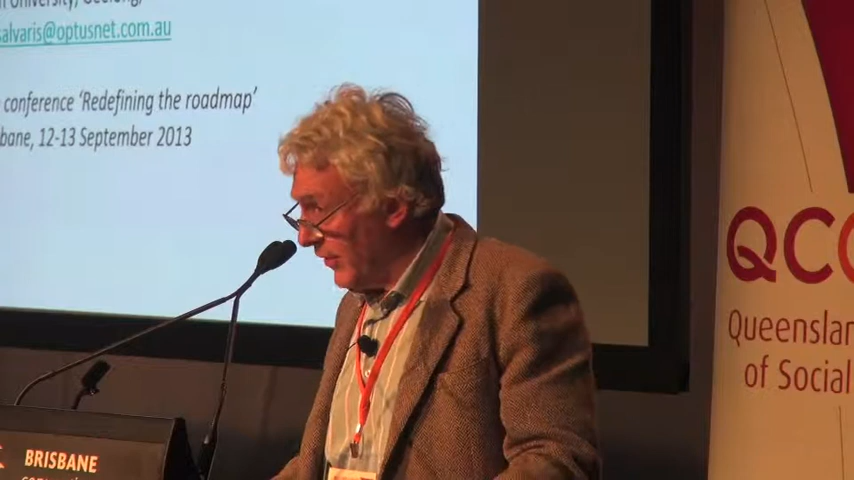 University, Geelong,
salvaris@optusnet.com.au
conference ‘Redefining the roadmap’
bane, 12-13 September 2013
QCO
Queensla
of Social
BRISBANE